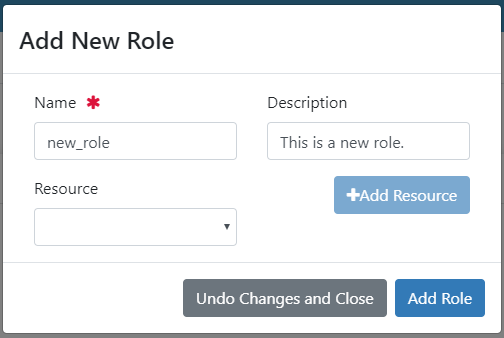 Add New Role
Name ✱
Description
new_role
This is a new role.
Resource
+Add Resource
Undo Changes and Close
Add Role